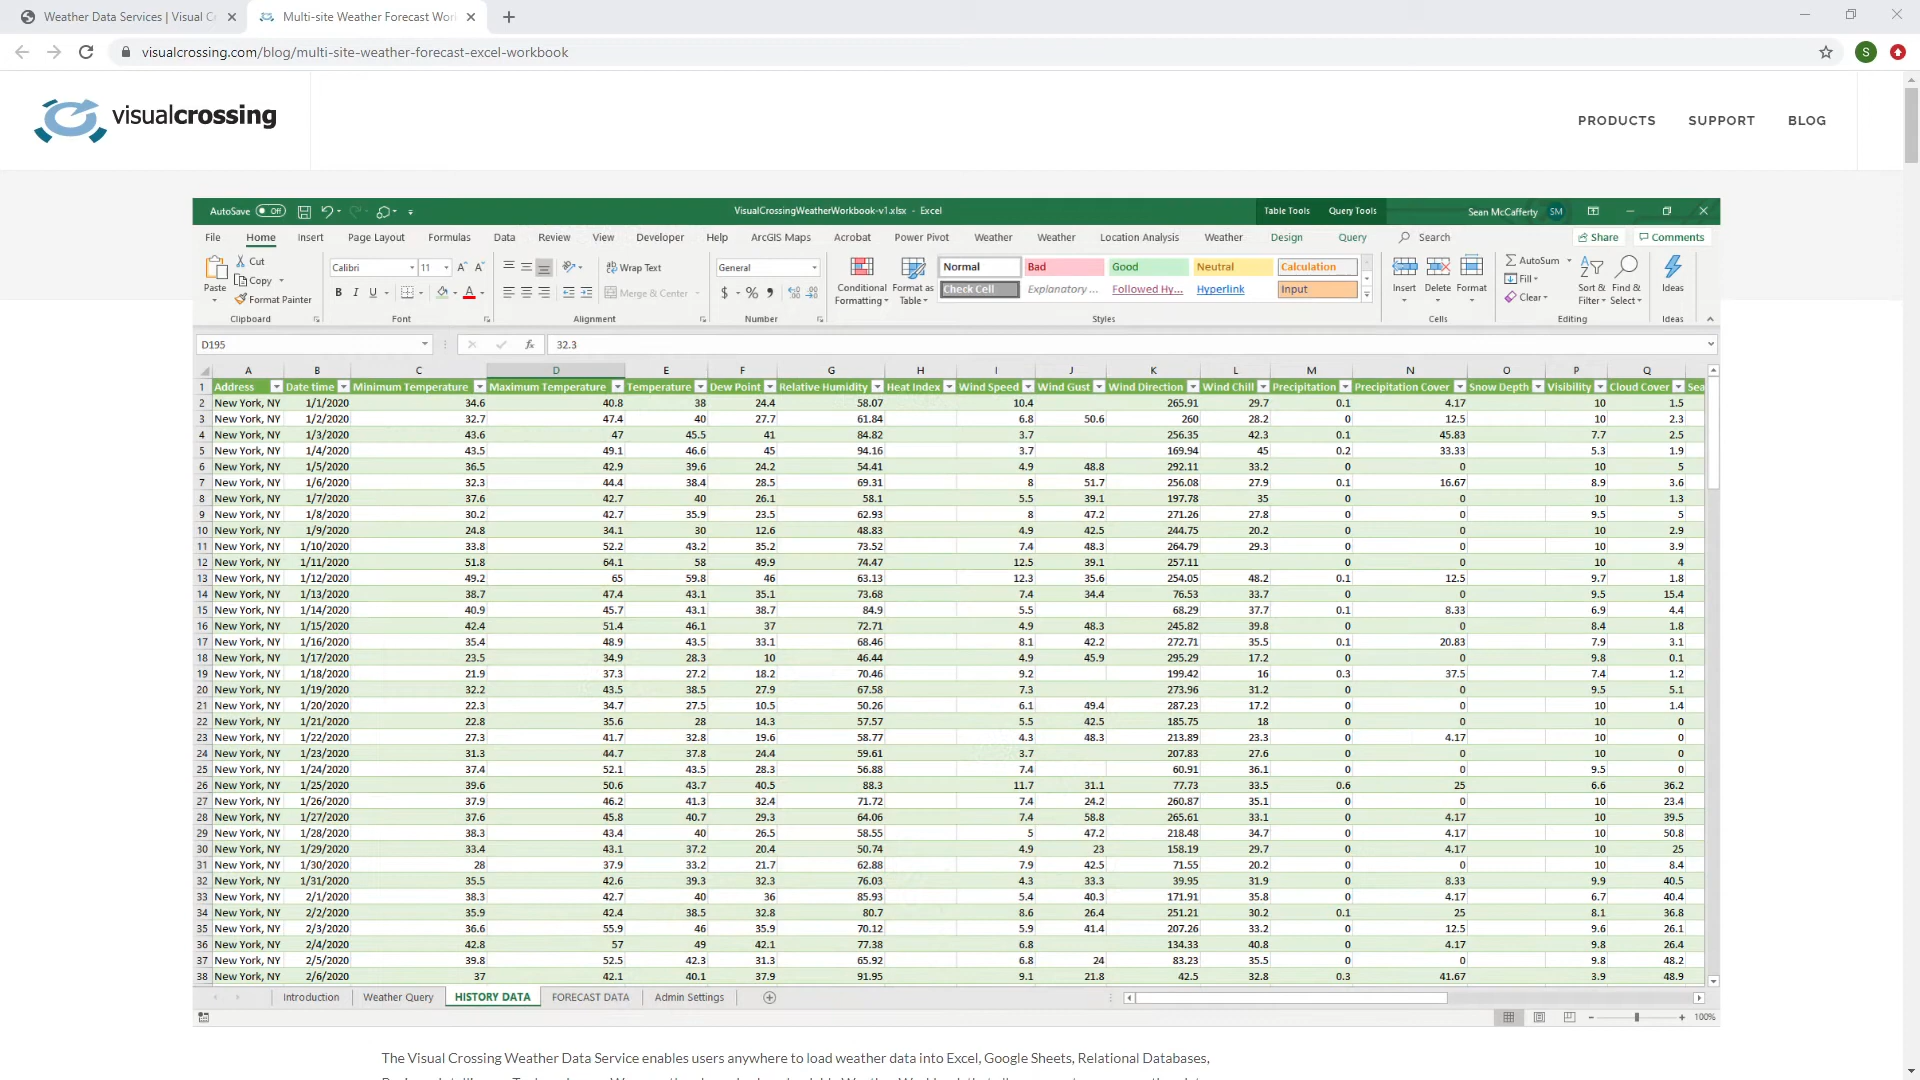 Weather Data Services | Visual C
Multi-site Weather Forecast Wor
visualcrossing.com/blog/multi-site-weather-forecast-excel-workbook
S
visualcrossing
PRODUCTS SUPPORT BLOG
AutoSave Off VisualCrossingWeatherWorkbook-v1.xlsx - Excel Table Tools Query Tools Sean McCafferty SM
File Home Insert Page Layout Formulas Data Review View Developer Help ArcGIS Maps Acrobat Power Pivot Weather Weather Location Analysis Weather Design Query Search Share Comments
Paste Cut Copy Format Painter Calibri 11 B I U Wrap Text Merge & Center General $ % Conditional Formatting Format as Table Normal Bad Good Neutral Calculation Check Cell Explanatory ... Followed Hy... Hyperlink Input Insert Delete Format AutoSum Fill Clear Sort & Filter Find & Select Ideas
Clipboard Font Alignment Number Styles Cells Editing Ideas
D195 fx 32.3
A B C D E F G H I J K L M N O P Q
1 Address Date time Minimum Temperature Maximum Temperature Temperature Dew Point Relative Humidity Heat Index Wind Speed Wind Gust Wind Direction Wind Chill Precipitation Precipitation Cover Snow Depth Visibility Cloud Cover Sea
2 New York, NY 1/1/2020 34.6 40.8 38 24.4 58.07 10.4 265.91 29.7 0.1 4.17 10 1.5
3 New York, NY 1/2/2020 32.7 47.4 40 27.7 61.84 6.8 50.6 260 28.2 0 12.5 10 2.3
4 New York, NY 1/3/2020 43.6 47 45.5 41 84.82 3.7 256.35 42.3 0.1 45.83 7.7 2.5
5 New York, NY 1/4/2020 43.5 49.1 46.6 45 94.16 3.7 169.94 45 0.2 33.33 5.3 1.9
6 New York, NY 1/5/2020 36.5 42.9 39.6 24.2 54.41 4.9 48.8 292.11 33.2 0 0 10 5
7 New York, NY 1/6/2020 32.3 44.4 38.4 28.5 69.31 8 51.7 256.08 27.9 0.1 16.67 8.9 3.6
8 New York, NY 1/7/2020 37.6 42.7 40 26.1 58.1 5.5 39.1 197.78 35 0 0 10 1.3
9 New York, NY 1/8/2020 30.2 42.7 35.9 23.5 62.93 8 47.2 271.26 27.8 0 0 9.5 5
10 New York, NY 1/9/2020 24.8 34.1 30 12.6 48.83 4.9 42.5 244.75 20.2 0 0 10 2.9
11 New York, NY 1/10/2020 33.8 52.2 43.2 35.2 73.52 7.4 48.3 264.79 29.3 0 0 10 3.9
12 New York, NY 1/11/2020 51.8 64.1 58 49.9 74.47 12.5 39.1 257.11 0 0 10 4
13 New York, NY 1/12/2020 49.2 65 59.8 46 63.13 12.3 35.6 254.05 48.2 0.1 12.5 9.7 1.8
14 New York, NY 1/13/2020 38.7 47.4 43.1 35.1 73.68 7.4 34.4 76.53 33.7 0 0 9.5 15.4
15 New York, NY 1/14/2020 40.9 45.7 43.1 38.7 84.9 5.5 68.29 37.7 0.1 8.33 6.9 4.4
16 New York, NY 1/15/2020 42.4 51.4 46.1 37 72.71 4.9 48.3 245.82 39.8 0 0 8.4 1.8
17 New York, NY 1/16/2020 35.4 48.9 43.5 33.1 68.46 8.1 42.2 272.71 35.5 0.1 20.83 7.9 3.1
18 New York, NY 1/17/2020 23.5 34.9 28.3 10 46.44 4.9 45.9 295.29 17.2 0 0 9.8 0.1
19 New York, NY 1/18/2020 21.9 37.3 27.2 18.2 70.46 9.2 199.42 16 0.3 37.5 7.4 1.2
20 New York, NY 1/19/2020 32.2 43.5 38.5 27.9 67.58 7.3 273.96 31.2 0 0 9.5 5.1
21 New York, NY 1/20/2020 22.3 34.7 27.5 10.5 50.26 6.1 49.4 287.23 17.2 0 0 10 1.4
22 New York, NY 1/21/2020 22.8 35.6 28 14.3 57.57 5.5 42.5 185.75 18 0 0 10 0
23 New York, NY 1/22/2020 27.3 41.7 32.8 19.6 58.77 4.3 48.3 213.89 23.3 0 4.17 10 0
24 New York, NY 1/23/2020 31.3 44.7 37.8 24.4 59.61 3.7 207.83 27.6 0 0 10 0
25 New York, NY 1/24/2020 37.4 52.1 43.5 28.3 56.88 7.4 60.91 36.1 0 0 9.5 0
26 New York, NY 1/25/2020 39.6 50.6 43.7 40.5 88.3 11.7 31.1 77.73 33.5 0.6 25 6.6 36.2
27 New York, NY 1/26/2020 37.9 46.2 41.3 32.4 71.72 7.4 24.2 260.87 35.1 0 0 10 23.4
28 New York, NY 1/27/2020 37.6 45.8 40.7 29.3 64.06 7.4 58.8 265.61 33.1 0 4.17 10 39.5
29 New York, NY 1/28/2020 38.3 43.4 40 26.5 58.55 5 47.2 218.48 34.7 0 4.17 10 50.8
30 New York, NY 1/29/2020 33.4 43.1 37.2 20.4 50.74 4.9 23 158.19 29.7 0 4.17 10 25
31 New York, NY 1/30/2020 28 37.9 33.2 21.7 62.88 7.9 42.5 71.55 20.2 0 0 10 8.4
32 New York, NY 1/31/2020 35.5 42.6 39.3 32.3 76.03 4.3 33.3 39.95 31.9 0 8.33 9.9 40.5
33 New York, NY 2/1/2020 38.3 42.7 40 36 85.93 5.4 40.3 171.91 35.8 0 4.17 6.7 40.4
34 New York, NY 2/2/2020 35.9 42.4 38.5 32.8 80.7 8.6 26.4 251.21 30.2 0.1 25 8.1 36.8
35 New York, NY 2/3/2020 36.6 55.9 46 35.9 70.12 5.9 41.4 207.26 33.2 0 12.5 9.6 26.1
36 New York, NY 2/4/2020 42.8 57 49 42.1 77.38 6.8 134.33 40.8 0 4.17 9.8 26.4
37 New York, NY 2/5/2020 39.8 52.5 42.3 31.3 65.92 6.8 24 83.23 35.5 0 0 9.8 48.2
38 New York, NY 2/6/2020 37 42.1 40.1 37.9 91.95 9.1 21.8 42.5 32.8 0.3 41.67 3.9 48.9
Introduction Weather Query HISTORY DATA FORECAST DATA Admin Settings
100%
The Visual Crossing Weather Data Service enables users anywhere to load weather data into Excel, Google Sheets, Relational Databases,